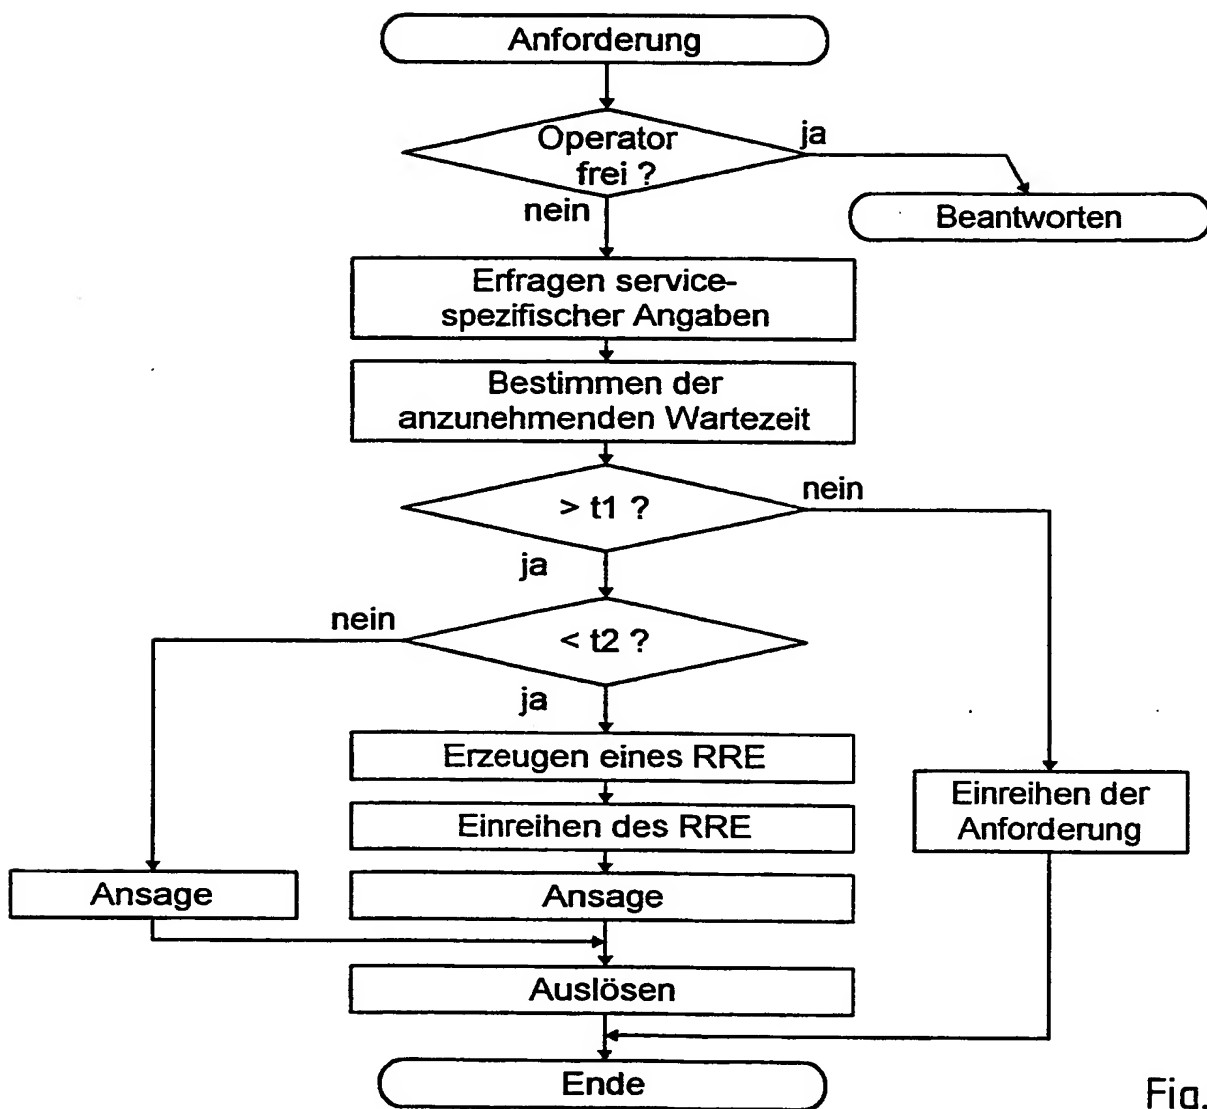 Anforderung
Operator
frei ?
ja
nein
Beantworten
Erfragen service-
spezifischer Angaben
Bestimmen der
anzunehmenden Wartezeit
> t1 ?
nein
ja
nein
< t2 ?
ja
Erzeugen eines RRE
Einreihen des RRE
Einreihen der
Anforderung
Ansage
Ansage
Auslösen
Ende
Fig.